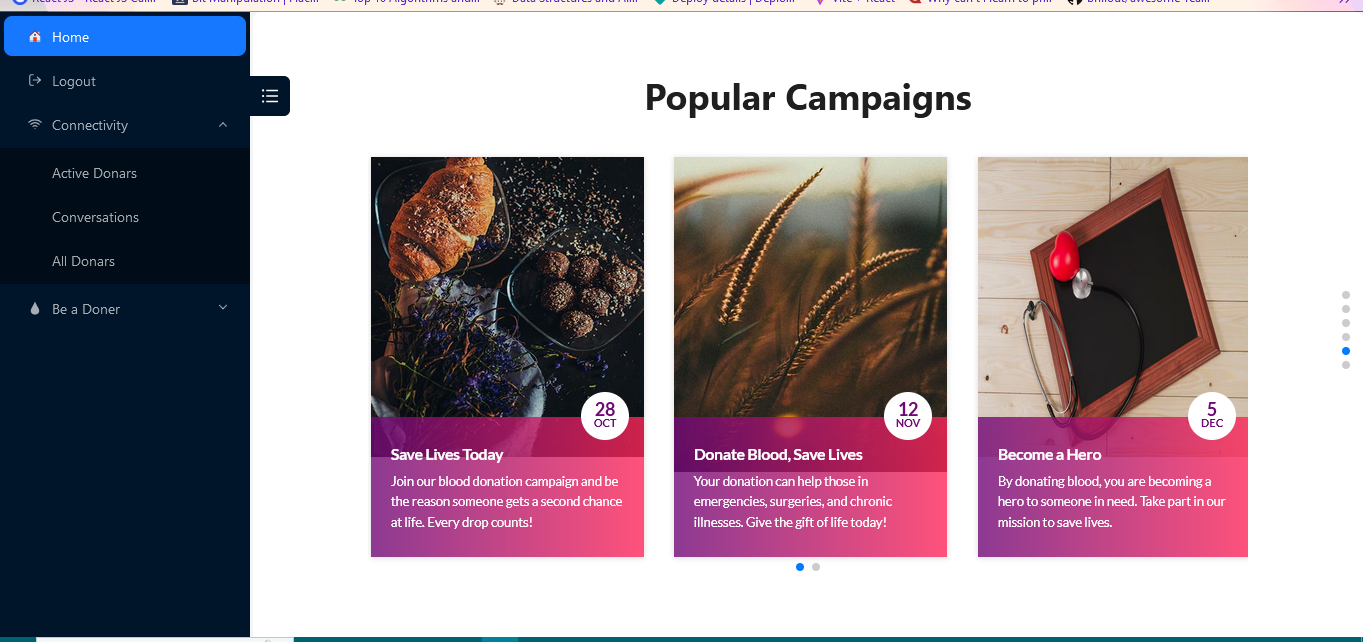 Home
Logout
Connectivity
Active Donars
Conversations
All Donars
Be a Doner
Popular Campaigns
28
OCT
Save Lives Today
Join our blood donation campaign and be
the reason someone gets a second chance
at life. Every drop counts!
12
NOV
Donate Blood, Save Lives
Your donation can help those in
emergencies, surgeries, and chronic
illnesses. Give the gift of life today!
5
DEC
Become a Hero
By donating blood, you are becoming a
hero to someone in need. Take part in our
mission to save lives.